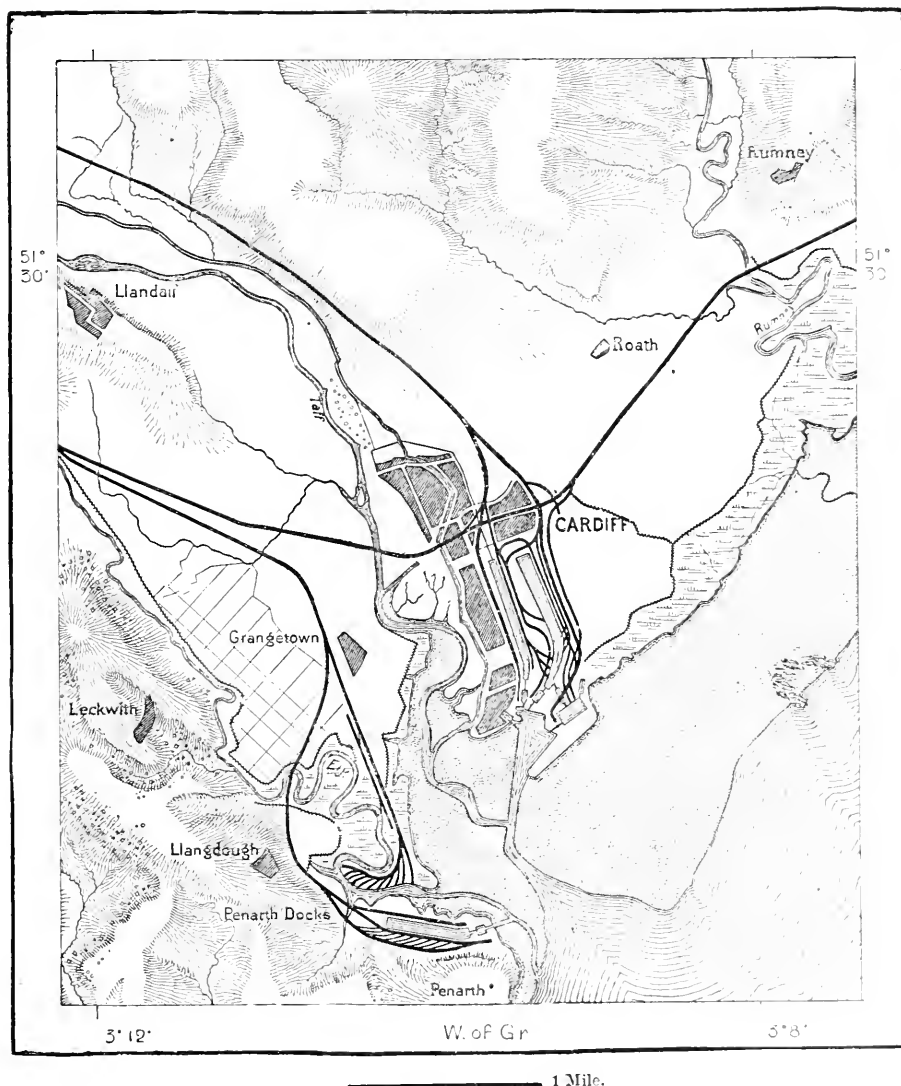 Rumney
51° 30'
51° 30
Llandaff
Rumney
Roath
Taff
CARDIFF
Grangetown
Leckwith
Ely
Llangdough
Penarth Docks
Penarth
3° 12'
W. of Gr
3° 8'
1 Mile.